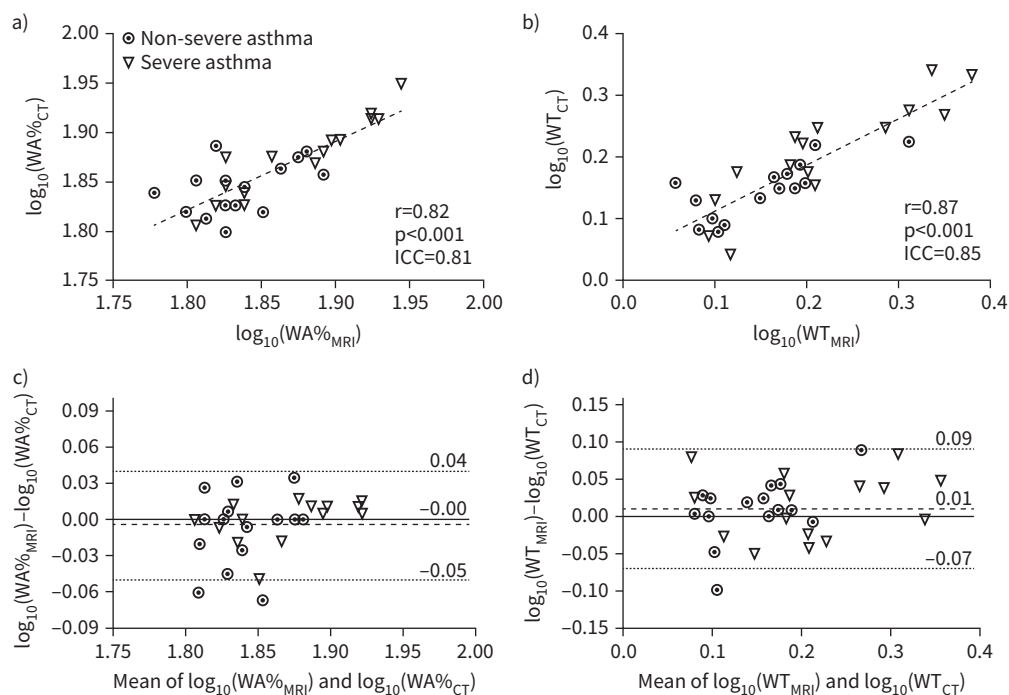 a)
2.00
1.95
1.90
1.85
1.80
1.75
log10(WA%CT)
Non-severe asthma
Severe asthma
r=0.82
p<0.001
ICC=0.81
1.75 1.80 1.85 1.90 1.95 2.00
log10(WA%MRI)
b)
0.4
0.3
0.2
0.1
0.0
log10(WTCT)
r=0.87
p<0.001
ICC=0.85
0.0 0.1 0.2 0.3 0.4
log10(WTMRI)
c)
0.09
0.06
0.03
0.00
–0.03
–0.06
–0.09
log10(WA%MRI)–log10(WA%CT)
0.04
–0.00
–0.05
1.75 1.80 1.85 1.90 1.95 2.00
Mean of log10(WA%MRI) and log10(WA%CT)
d)
0.15
0.10
0.05
0.00
–0.05
–0.10
–0.15
log10(WTMRI)–log10(WTCT)
0.09
0.01
–0.07
0.0 0.1 0.2 0.3 0.4
Mean of log10(WTMRI) and log10(WTCT)